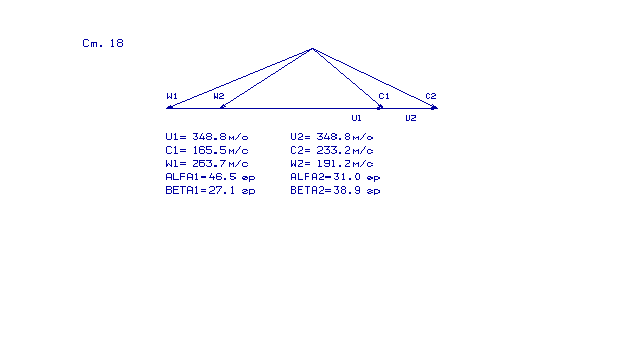 Ст. 18
W1 W2 C1 C2
U1 U2
U1= 348.8м/с U2= 348.8м/с
C1= 165.5м/с C2= 233.2м/с
W1= 263.7м/с W2= 191.2м/с
ALFA1=46.5 гр ALFA2=31.0 гр
BETA1=27.1 гр BETA2=38.9 гр